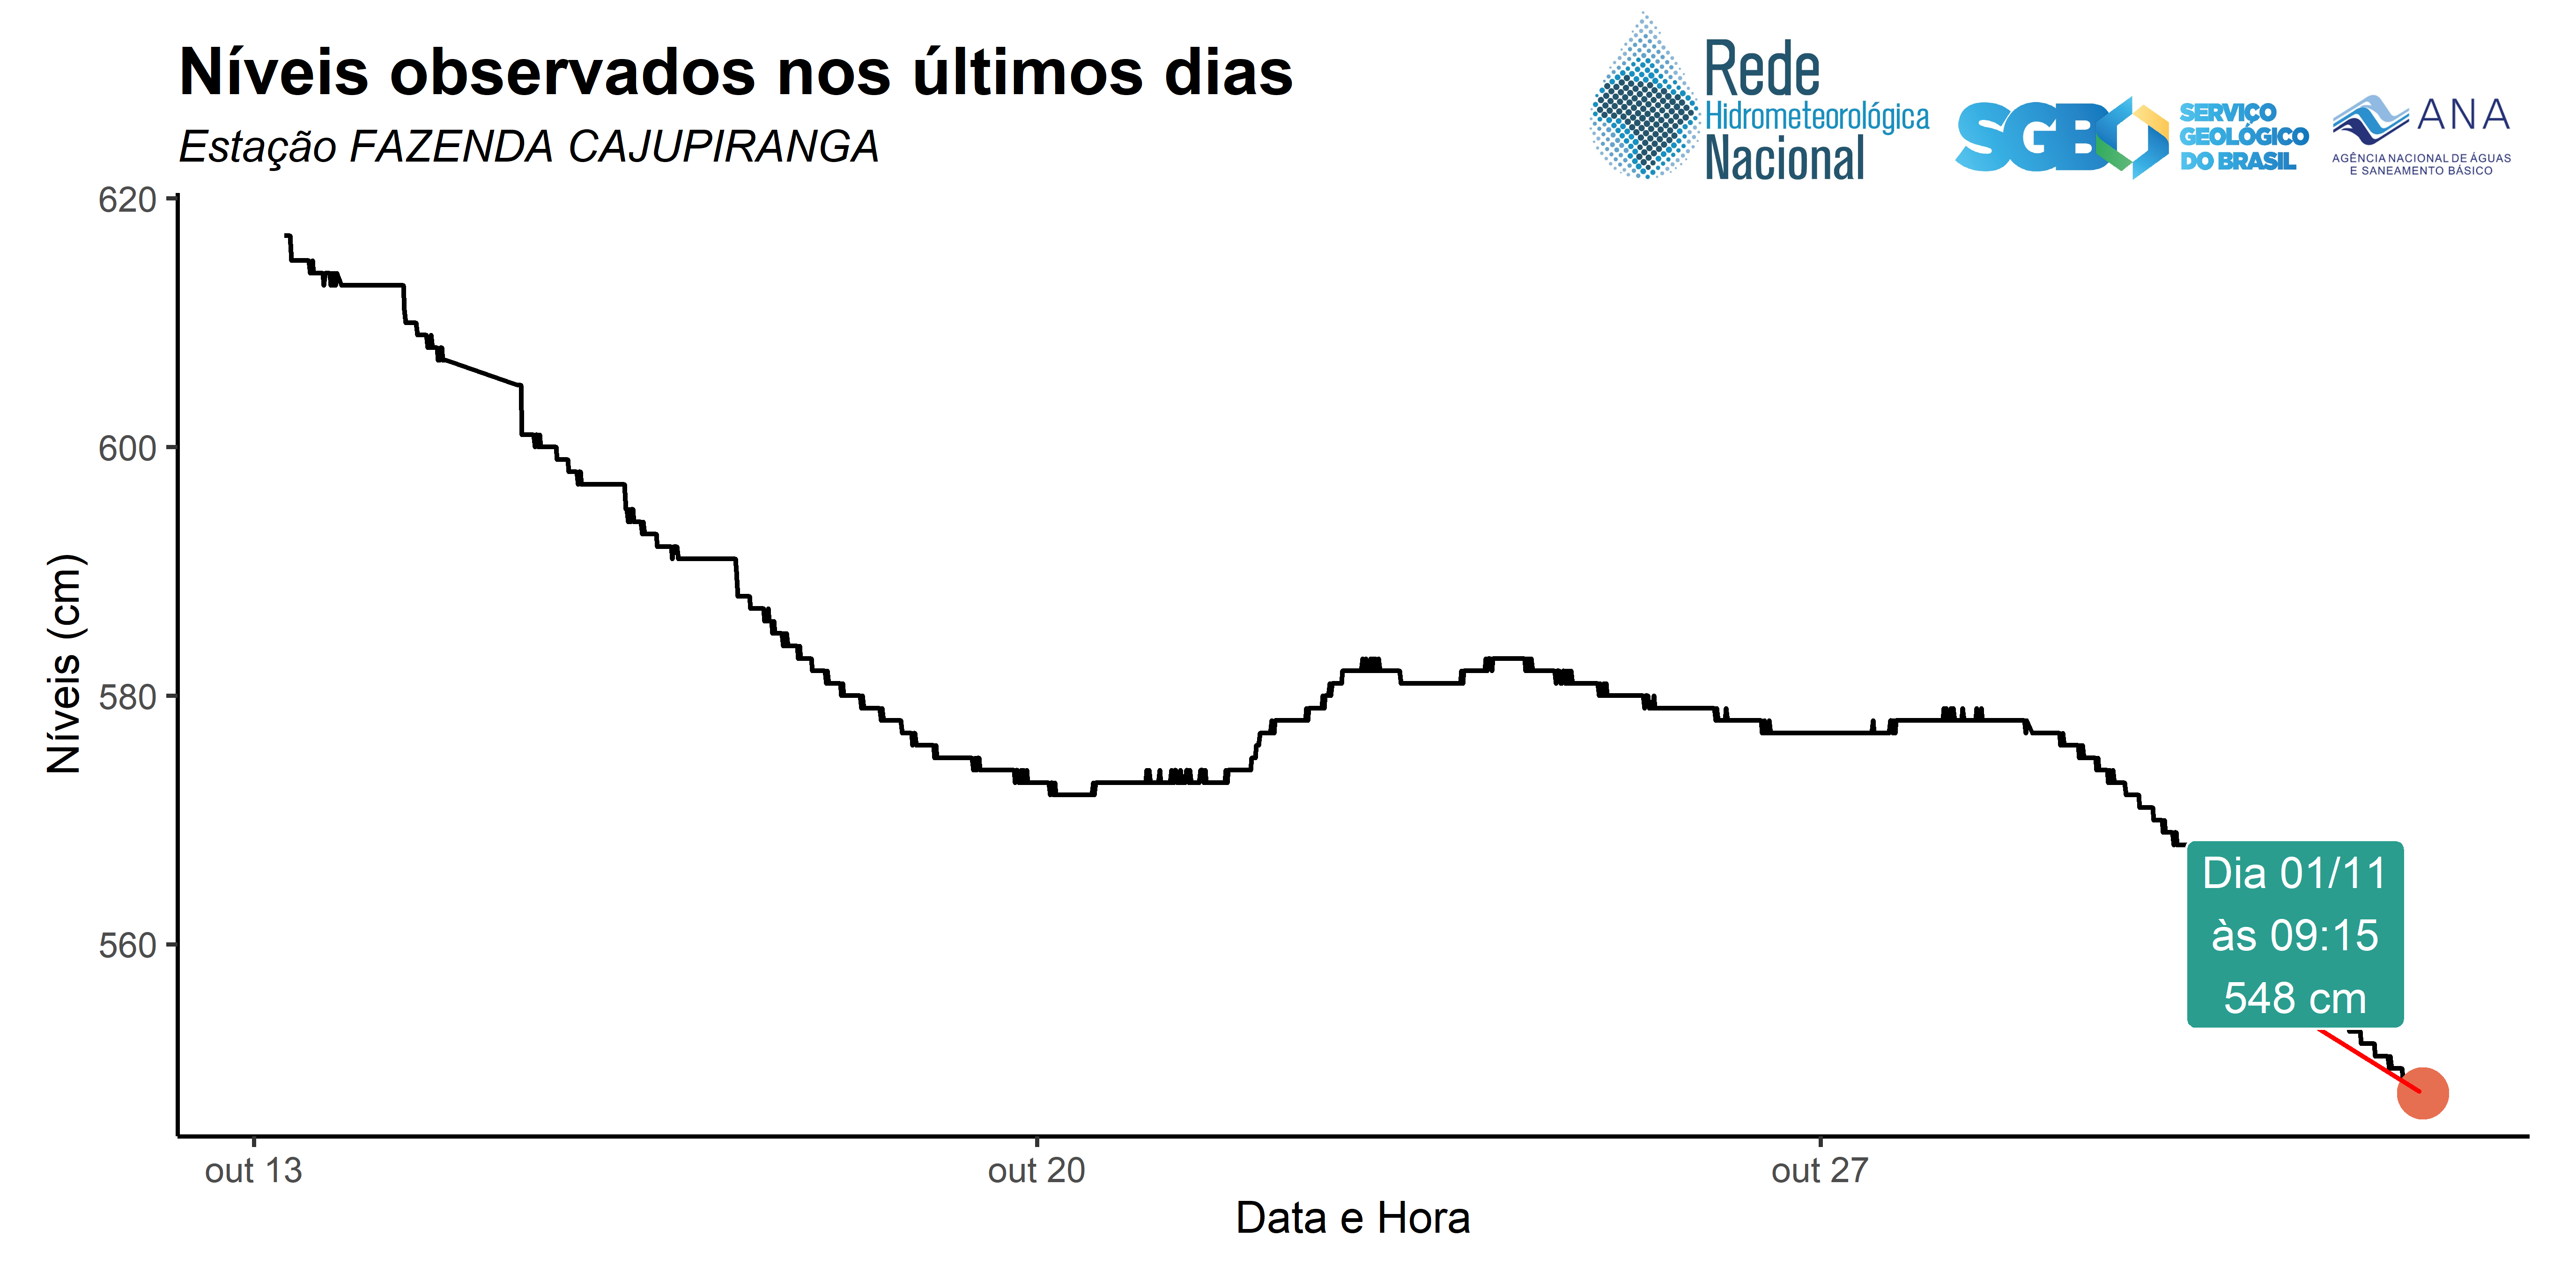 Níveis observados nos últimos dias
Estação FAZENDA CAJUPIRANGA
Rede
Hidrometeorológica
Nacional
SGB
SERVIÇO
GEOLÓGICO
DO BRASIL
ANA
AGÊNCIA NACIONAL DE ÁGUAS
E SANEAMENTO BÁSICO
620
600
580
560
Níveis (cm)
Dia 01/11
às 09:15
548 cm
out 13
out 20
out 27
Data e Hora